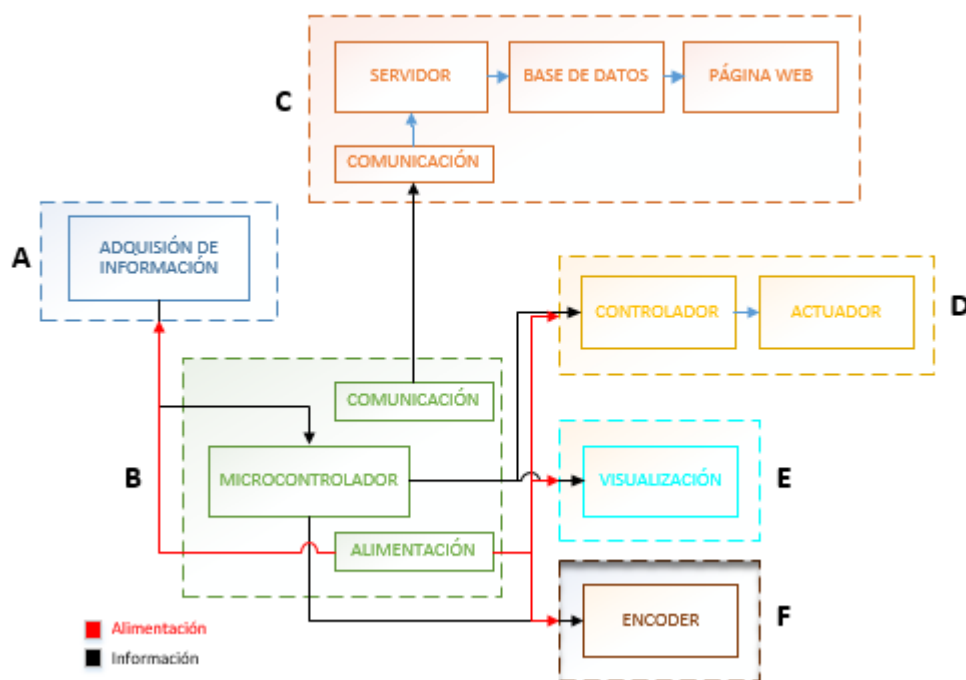 C
SERVIDOR
BASE DE DATOS
PÁGINA WEB
COMUNICACIÓN
A
ADQUISIÓN DE
INFORMACIÓN
CONTROLADOR
ACTUADOR
D
COMUNICACIÓN
B
MICROCONTROLADOR
VISUALIZACIÓN
E
ALIMENTACIÓN
ENCODER
F
Alimentación
Información